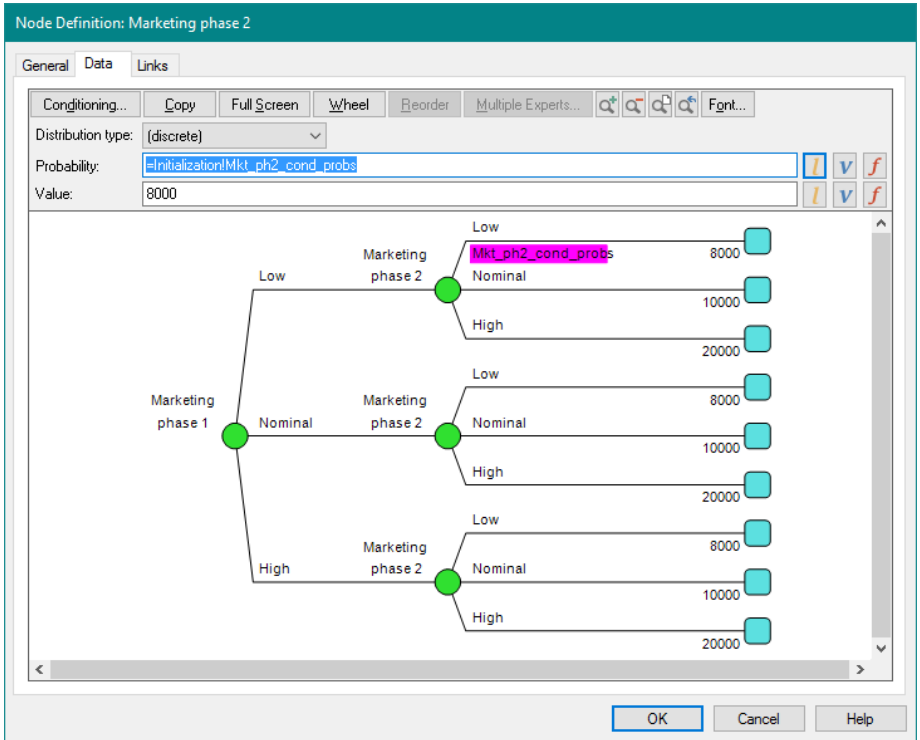 Node Definition: Marketing phase 2
General Data Links
Conditioning... Copy Full Screen Wheel Reorder Multiple Experts... Font...
Distribution type: (discrete)
Probability: =Initialization!Mkt_ph2_cond_probs l v f
Value: 8000 l v f
Low
Marketing Mkt_ph2_cond_probs 8000
Low phase 2 Nominal
10000
High
20000
Low
Marketing Marketing 8000
phase 1 Nominal phase 2 Nominal
10000
High
20000
Low
Marketing 8000
High phase 2 Nominal
10000
High
20000
OK Cancel Help